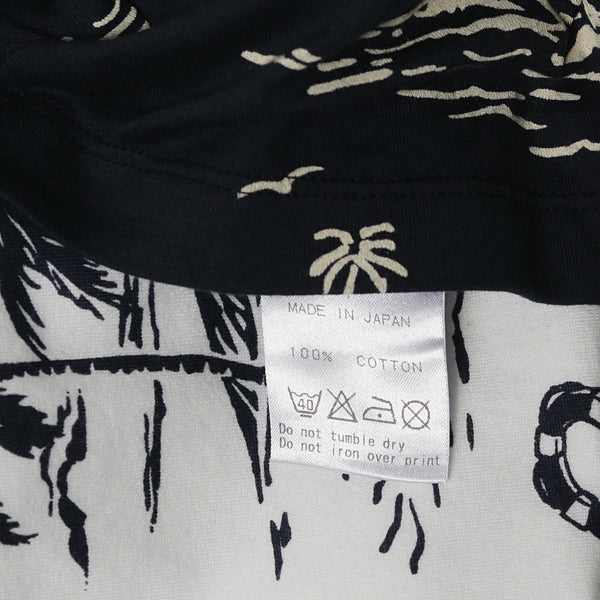 MADE IN JAPAN
100% COTTON
40
Do not tumble dry
Do not iron over print